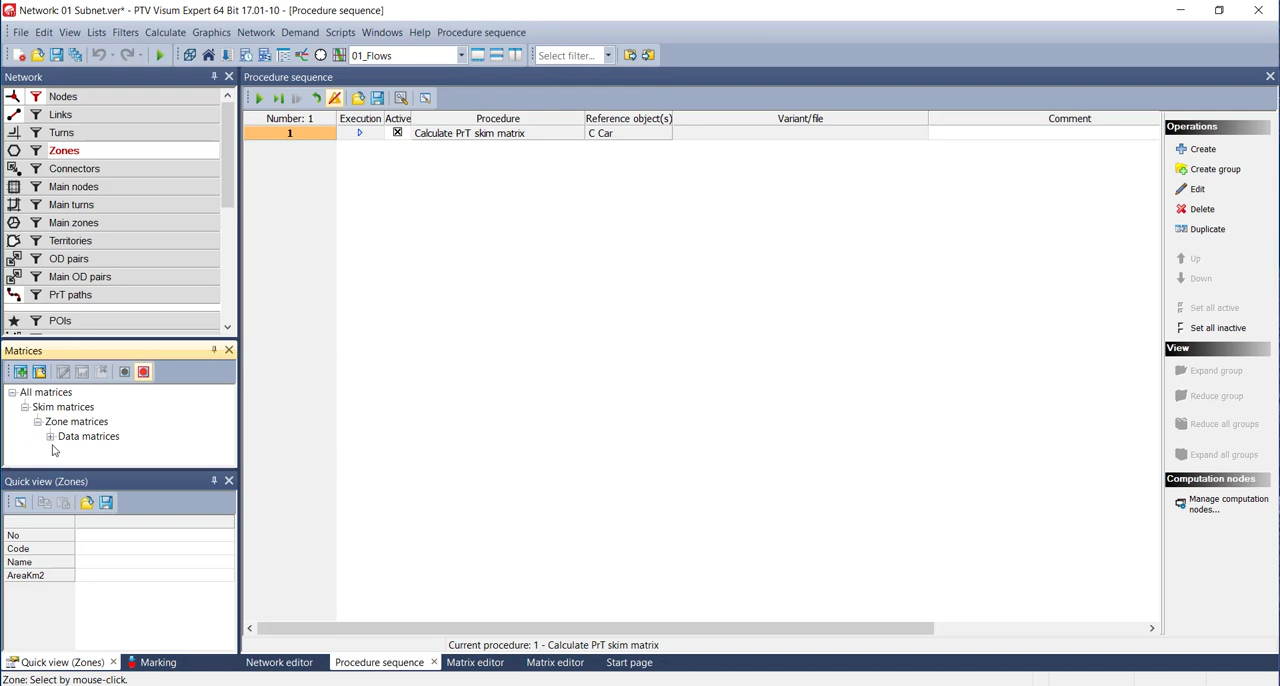 Network: 01 Subnet.ver* - PTV Visum Expert 64 Bit 17.01-10 - [Procedure sequence]
File Edit View Lists Filters Calculate Graphics Network Demand Scripts Windows Help Procedure sequence
01_Flows Select filter...
Network
Nodes
Links
Turns
Zones
Connectors
Main nodes
Main turns
Main zones
Territories
OD pairs
Main OD pairs
PrT paths
POIs
Matrices
All matrices
Skim matrices
Zone matrices
Data matrices
Quick view (Zones)
No
Code
Name
AreaKm2
Quick view (Zones) Marking
Procedure sequence
Number: 1 Execution Active Procedure Reference object(s) Variant/file Comment
1 Calculate PrT skim matrix C Car
Current procedure: 1 - Calculate PrT skim matrix
Network editor Procedure sequence Matrix editor Matrix editor Start page
Operations
Create
Create group
Edit
Delete
Duplicate
Up
Down
Set all active
Set all inactive
View
Expand group
Reduce group
Reduce all groups
Expand all groups
Computation nodes
Manage computation
nodes...
Zone: Select by mouse-click.